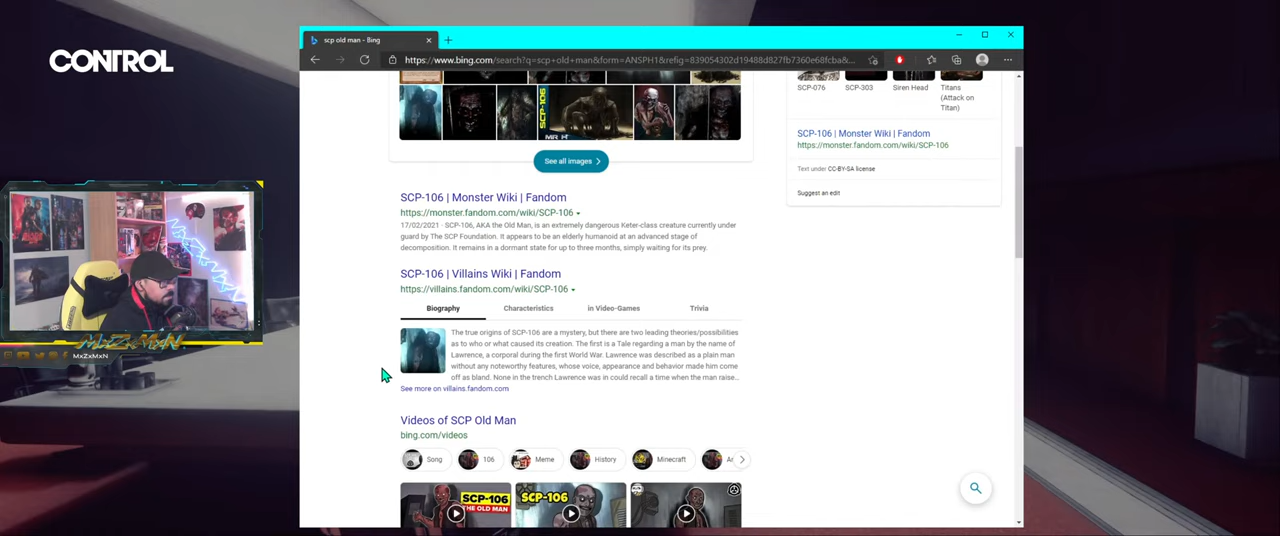 CONTROL
scp old man - Bing
https://www.bing.com/search?q=scp+old+man&form=ANSPH1&refig=839054302d19488d827fb7360e68fcba&...
SCP-076
SCP-303
Siren Head
Titans
(Attack on
Titan)
SCP-106 | Monster Wiki | Fandom
https://monster.fandom.com/wiki/SCP-106
Text under CC-BY-SA license
Suggest an edit
SCP-106
See all images
SCP-106 | Monster Wiki | Fandom
https://monster.fandom.com/wiki/SCP-106
17/02/2021 · SCP-106, AKA the Old Man, is an extremely dangerous Keter-class creature currently under
guard by The SCP Foundation. It appears to be an elderly humanoid at an advanced stage of
decomposition. It remains in a dormant state for up to three months, simply waiting for its prey.
SCP-106 | Villains Wiki | Fandom
https://villains.fandom.com/wiki/SCP-106
Biography
Characteristics
in Video-Games
Trivia
The true origins of SCP-106 are a mystery, but there are two leading theories/possibilities
as to who or what caused its creation. The first is a Tale regarding a man by the name of
Lawrence, a corporal during the first World War. Lawrence was described as a plain man
without any noteworthy features, whose voice, appearance and behavior made him come
off as bland. None in the trench Lawrence was in could recall a time when the man raise...
See more on villains.fandom.com
Videos of SCP Old Man
bing.com/videos
Song
106
Meme
History
Minecraft
SCP-106
THE OLD MAN
SCP-106
MxZxMxN
MxZxMxN